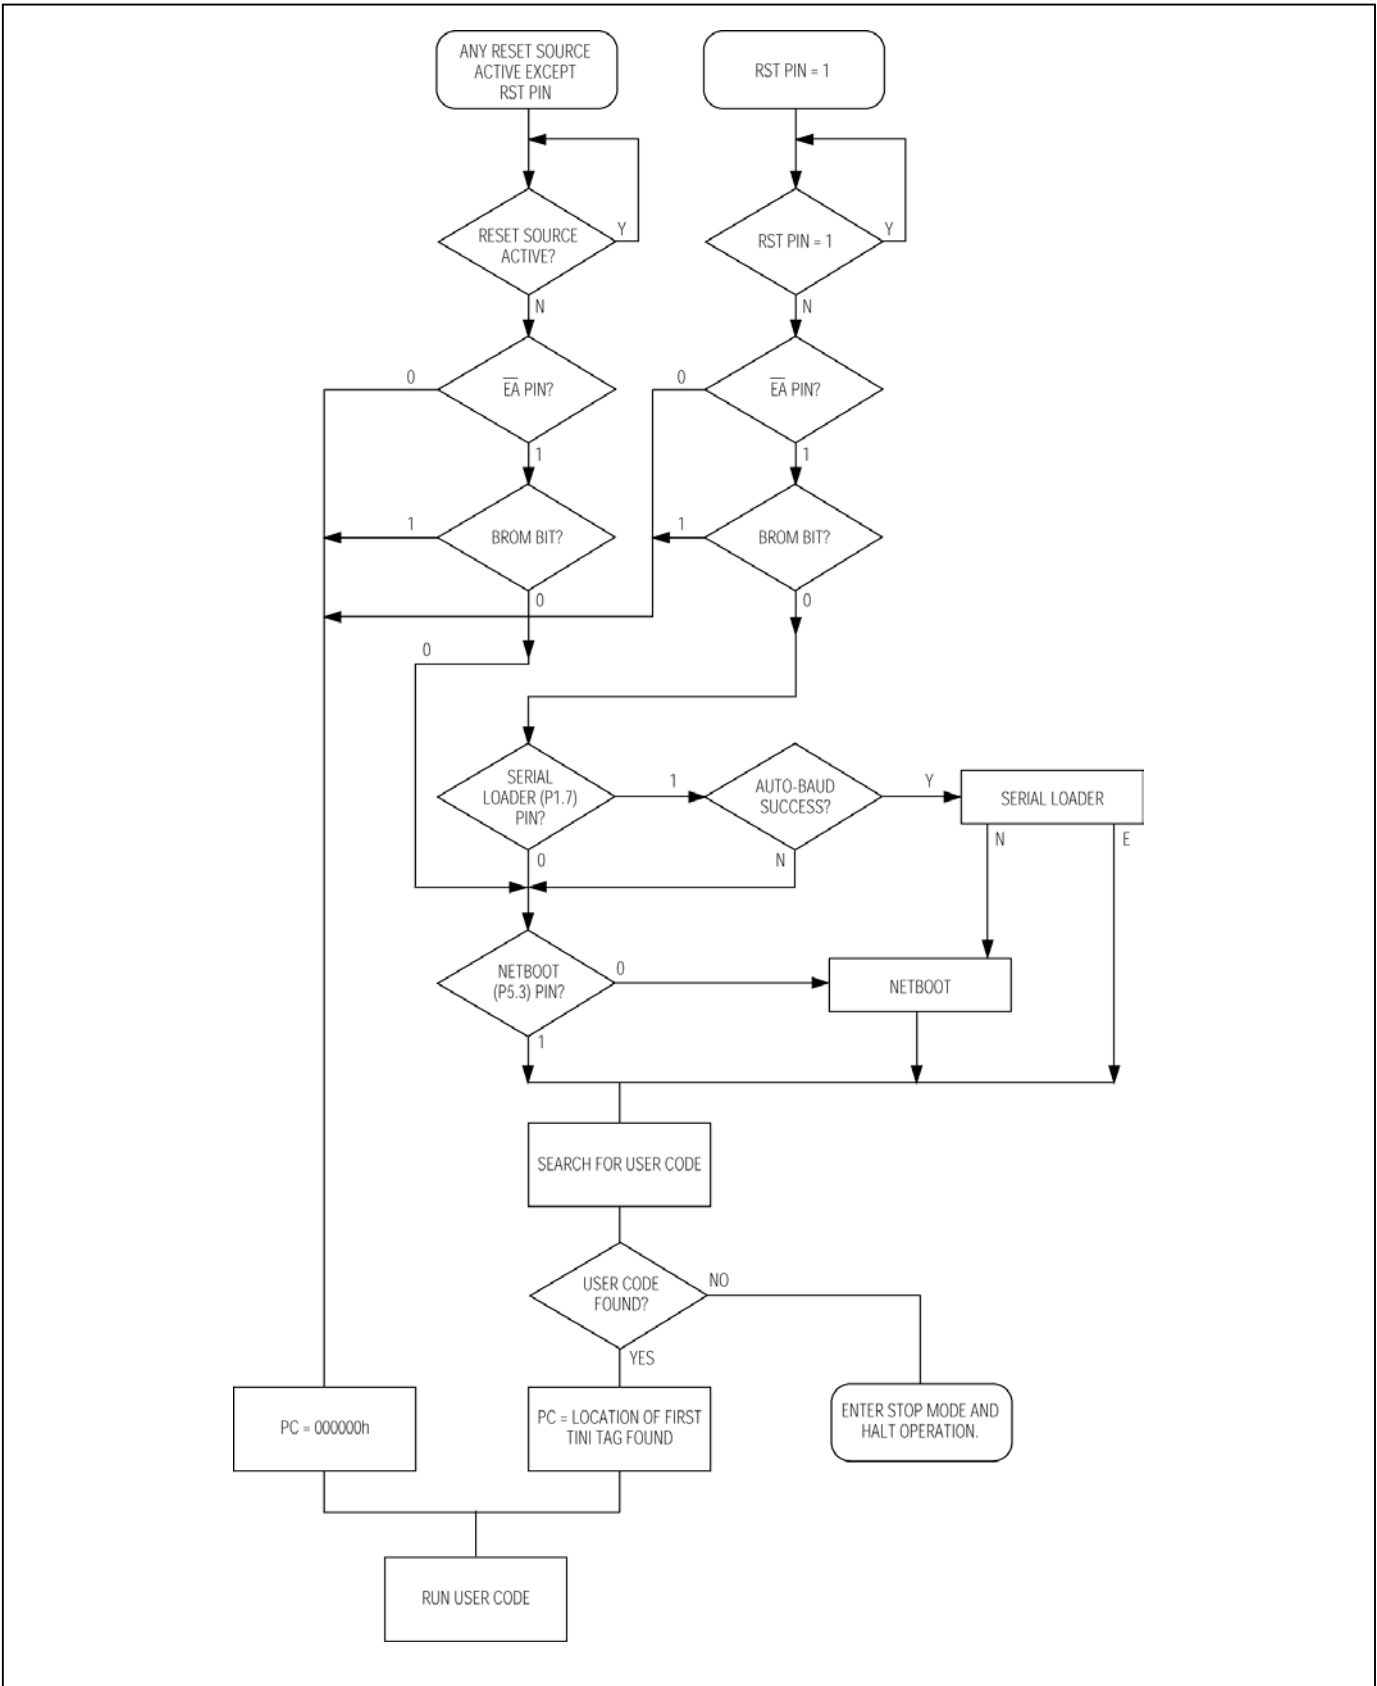 ANY RESET SOURCE
ACTIVE EXCEPT
RST PIN
RST PIN = 1
RESET SOURCE
ACTIVE?
Y
RST PIN = 1
Y
N
N
0
E̅A̅ PIN?
0
E̅A̅ PIN?
1
1
1
BROM BIT?
1
BROM BIT?
0
0
0
SERIAL
LOADER (P1.7)
PIN?
1
AUTO-BAUD
SUCCESS?
Y
SERIAL LOADER
0
N
N
E
NETBOOT
(P5.3) PIN?
0
NETBOOT
1
SEARCH FOR USER CODE
USER CODE
FOUND?
NO
YES
PC = 000000h
PC = LOCATION OF FIRST
TINI TAG FOUND
ENTER STOP MODE AND
HALT OPERATION.
RUN USER CODE